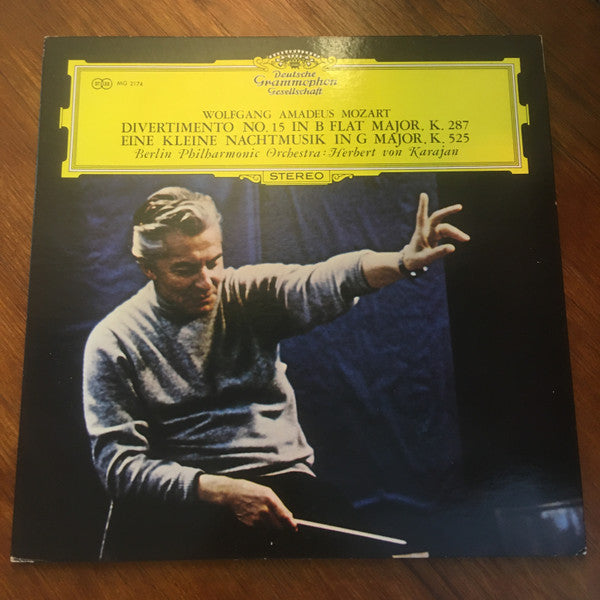 Deutsche
Grammophon
Gesellschaft
MG 2174
WOLFGANG AMADEUS MOZART
DIVERTIMENTO NO. 15 IN B FLAT MAJOR, K. 287
EINE KLEINE NACHTMUSIK IN G MAJOR, K. 525
Berlin Philharmonic Orchestra: Herbert von Karajan
STEREO